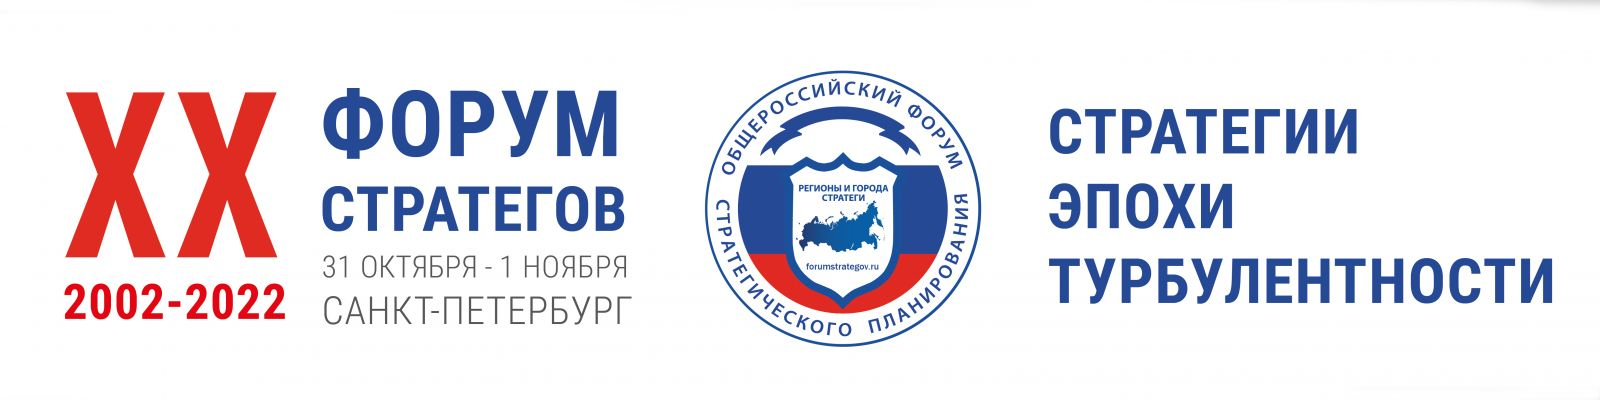 XX
2002-2022
ФОРУМ
СТРАТЕГОВ
31 ОКТЯБРЯ - 1 НОЯБРЯ
САНКТ-ПЕТЕРБУРГ
ОБЩЕРОССИЙСКИЙ ФОРУМ
СТРАТЕГИЧЕСКОГО ПЛАНИРОВАНИЯ
РЕГИОНЫ И ГОРОДА
СТРАТЕГИ
forumstrategov.ru
СТРАТЕГИИ
ЭПОХИ
ТУРБУЛЕНТНОСТИ